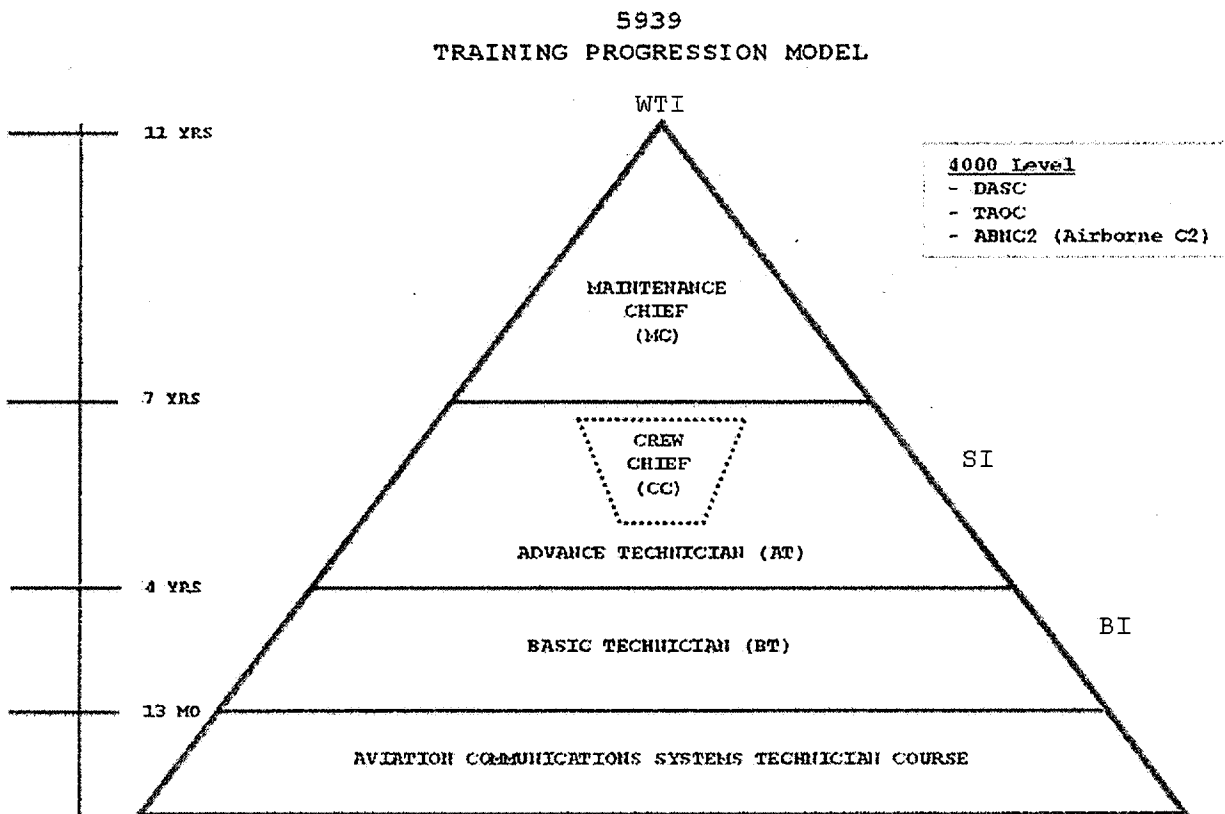 5939
TRAINING PROGRESSION MODEL
WTI
11 YRS
4000 Level
- DASC
- TAOC
- ABNC2 (Airborne C2)
MAINTENANCE
CHIEF
(MC)
7 YRS
CREW
CHIEF
(CC)
SI
ADVANCE TECHNICIAN (AT)
4 YRS
BI
BASIC TECHNICIAN (BT)
13 MO
AVIATION COMMUNICATIONS SYSTEMS TECHNICIAN COURSE